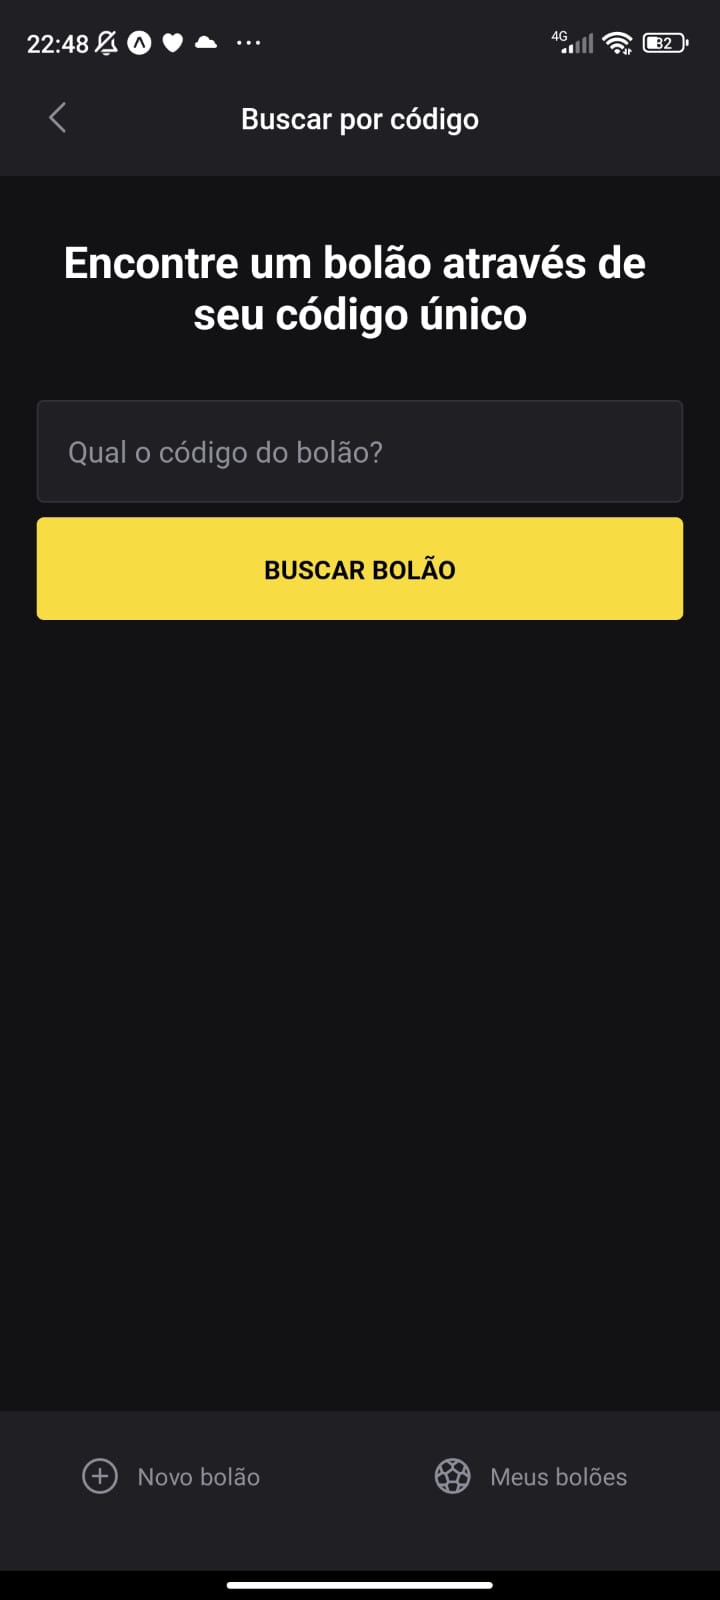 22:48
4G
82
Buscar por código
Encontre um bolão através de
seu código único
Qual o código do bolão?
BUSCAR BOLÃO
Novo bolão
Meus bolões